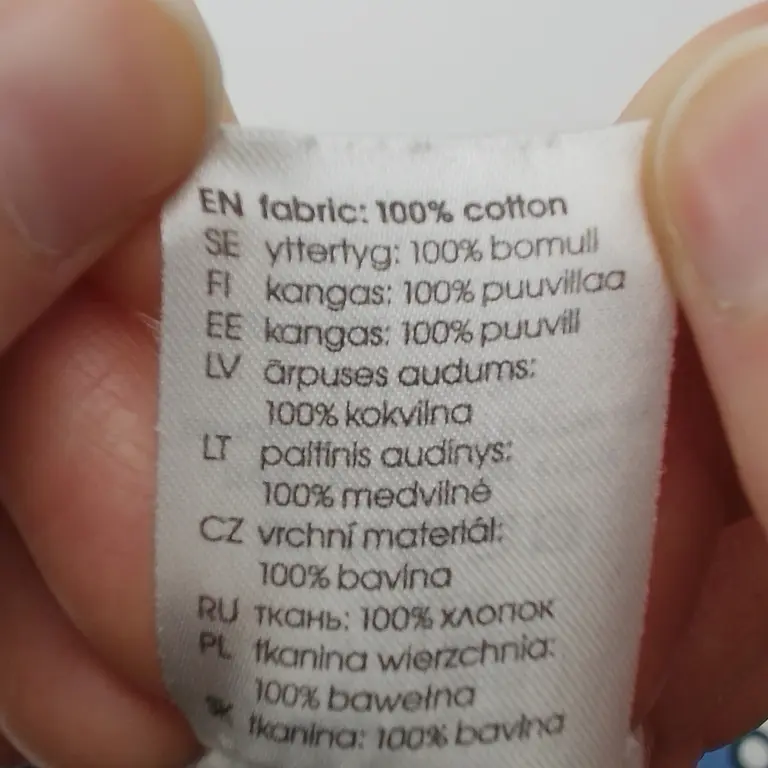 EN fabric: 100% cotton
SE yttertyg: 100% bomull
FI kangas: 100% puuvillaa
EE kangas: 100% puuvill
LV ārpuses audums:
100% kokvilna
LT paltinis audinys:
100% medvilnė
CZ vrchní materiál:
100% bavlna
RU ткань: 100% хлопок
PL tkanina wierzchnia:
100% bawełna
SK tkanina: 100% bavlna